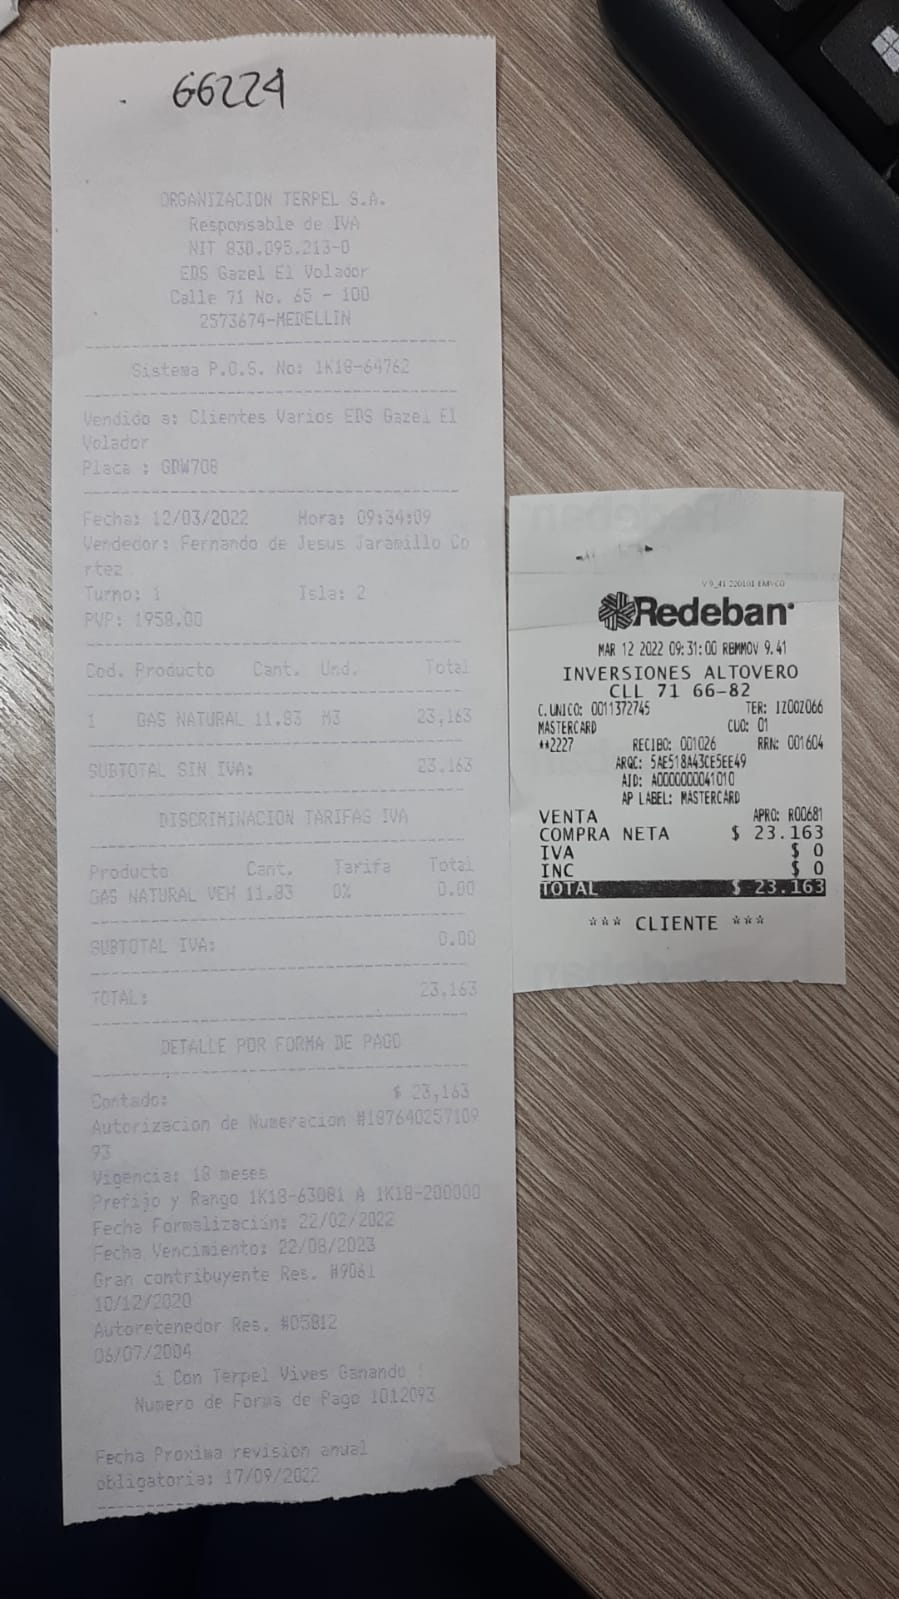 66224
ORGANIZACION TERPEL S.A.
Responsable de IVA
NIT 830.095.213-0
EDS Gazel El Volador
Calle 71 No. 65 - 100
2573674-MEDELLIN
Sistema P.O.S. No: 1K18-64762
Vendido a: Clientes Varios EDS Gazel El
Volador
Placa : GDW708
Fecha: 12/03/2022 Hora: 09:34:09
Vendedor: Fernando de Jesus Jaramillo Co
rtez
Turno: 1 Isla: 2
PVP: 1958.00
Cod. Producto Cant. Und. Total
1 GAS NATURAL 11.83 M3 23,163
SUBTOTAL SIN IVA: 23.163
DISCRIMINACION TARIFAS IVA
Producto Cant. Tarifa Total
GAS NATURAL VEH 11.83 0% 0.00
SUBTOTAL IVA: 0.00
TOTAL: 23,163
DETALLE POR FORMA DE PAGO
Contado: $ 23,163
Autorizacion de Numeracion #187640257109
93
Vigencia: 18 meses
Prefijo y Rango 1K18-63081 A 1K18-200000
Fecha Formalización: 22/02/2022
Fecha Vencimiento: 22/08/2023
Gran contribuyente Res. #9061
10/12/2020
Autoretenedor Res. #05812
06/07/2004
¡ Con Terpel Vives Ganando !
Numero de Forma de Pago 1012093
Fecha Proxima revision anual
obligatoria: 17/09/2022
Redeban
MAR 12 2022 09:31:00 RBMMOV 9.41
INVERSIONES ALTOVERO
CLL 71 66-82
C.UNICO: 0011372745 TER: IZ002066
MASTERCARD CUO: 01
**2227 RECIBO: 001026 RRN: 001604
ARQC: 5AE518A43CE5EE49
AID: A0000000041010
AP LABEL: MASTERCARD
VENTA APRO: R00681
COMPRA NETA $ 23.163
IVA $ 0
INC $ 0
TOTAL $ 23.163
*** CLIENTE ***